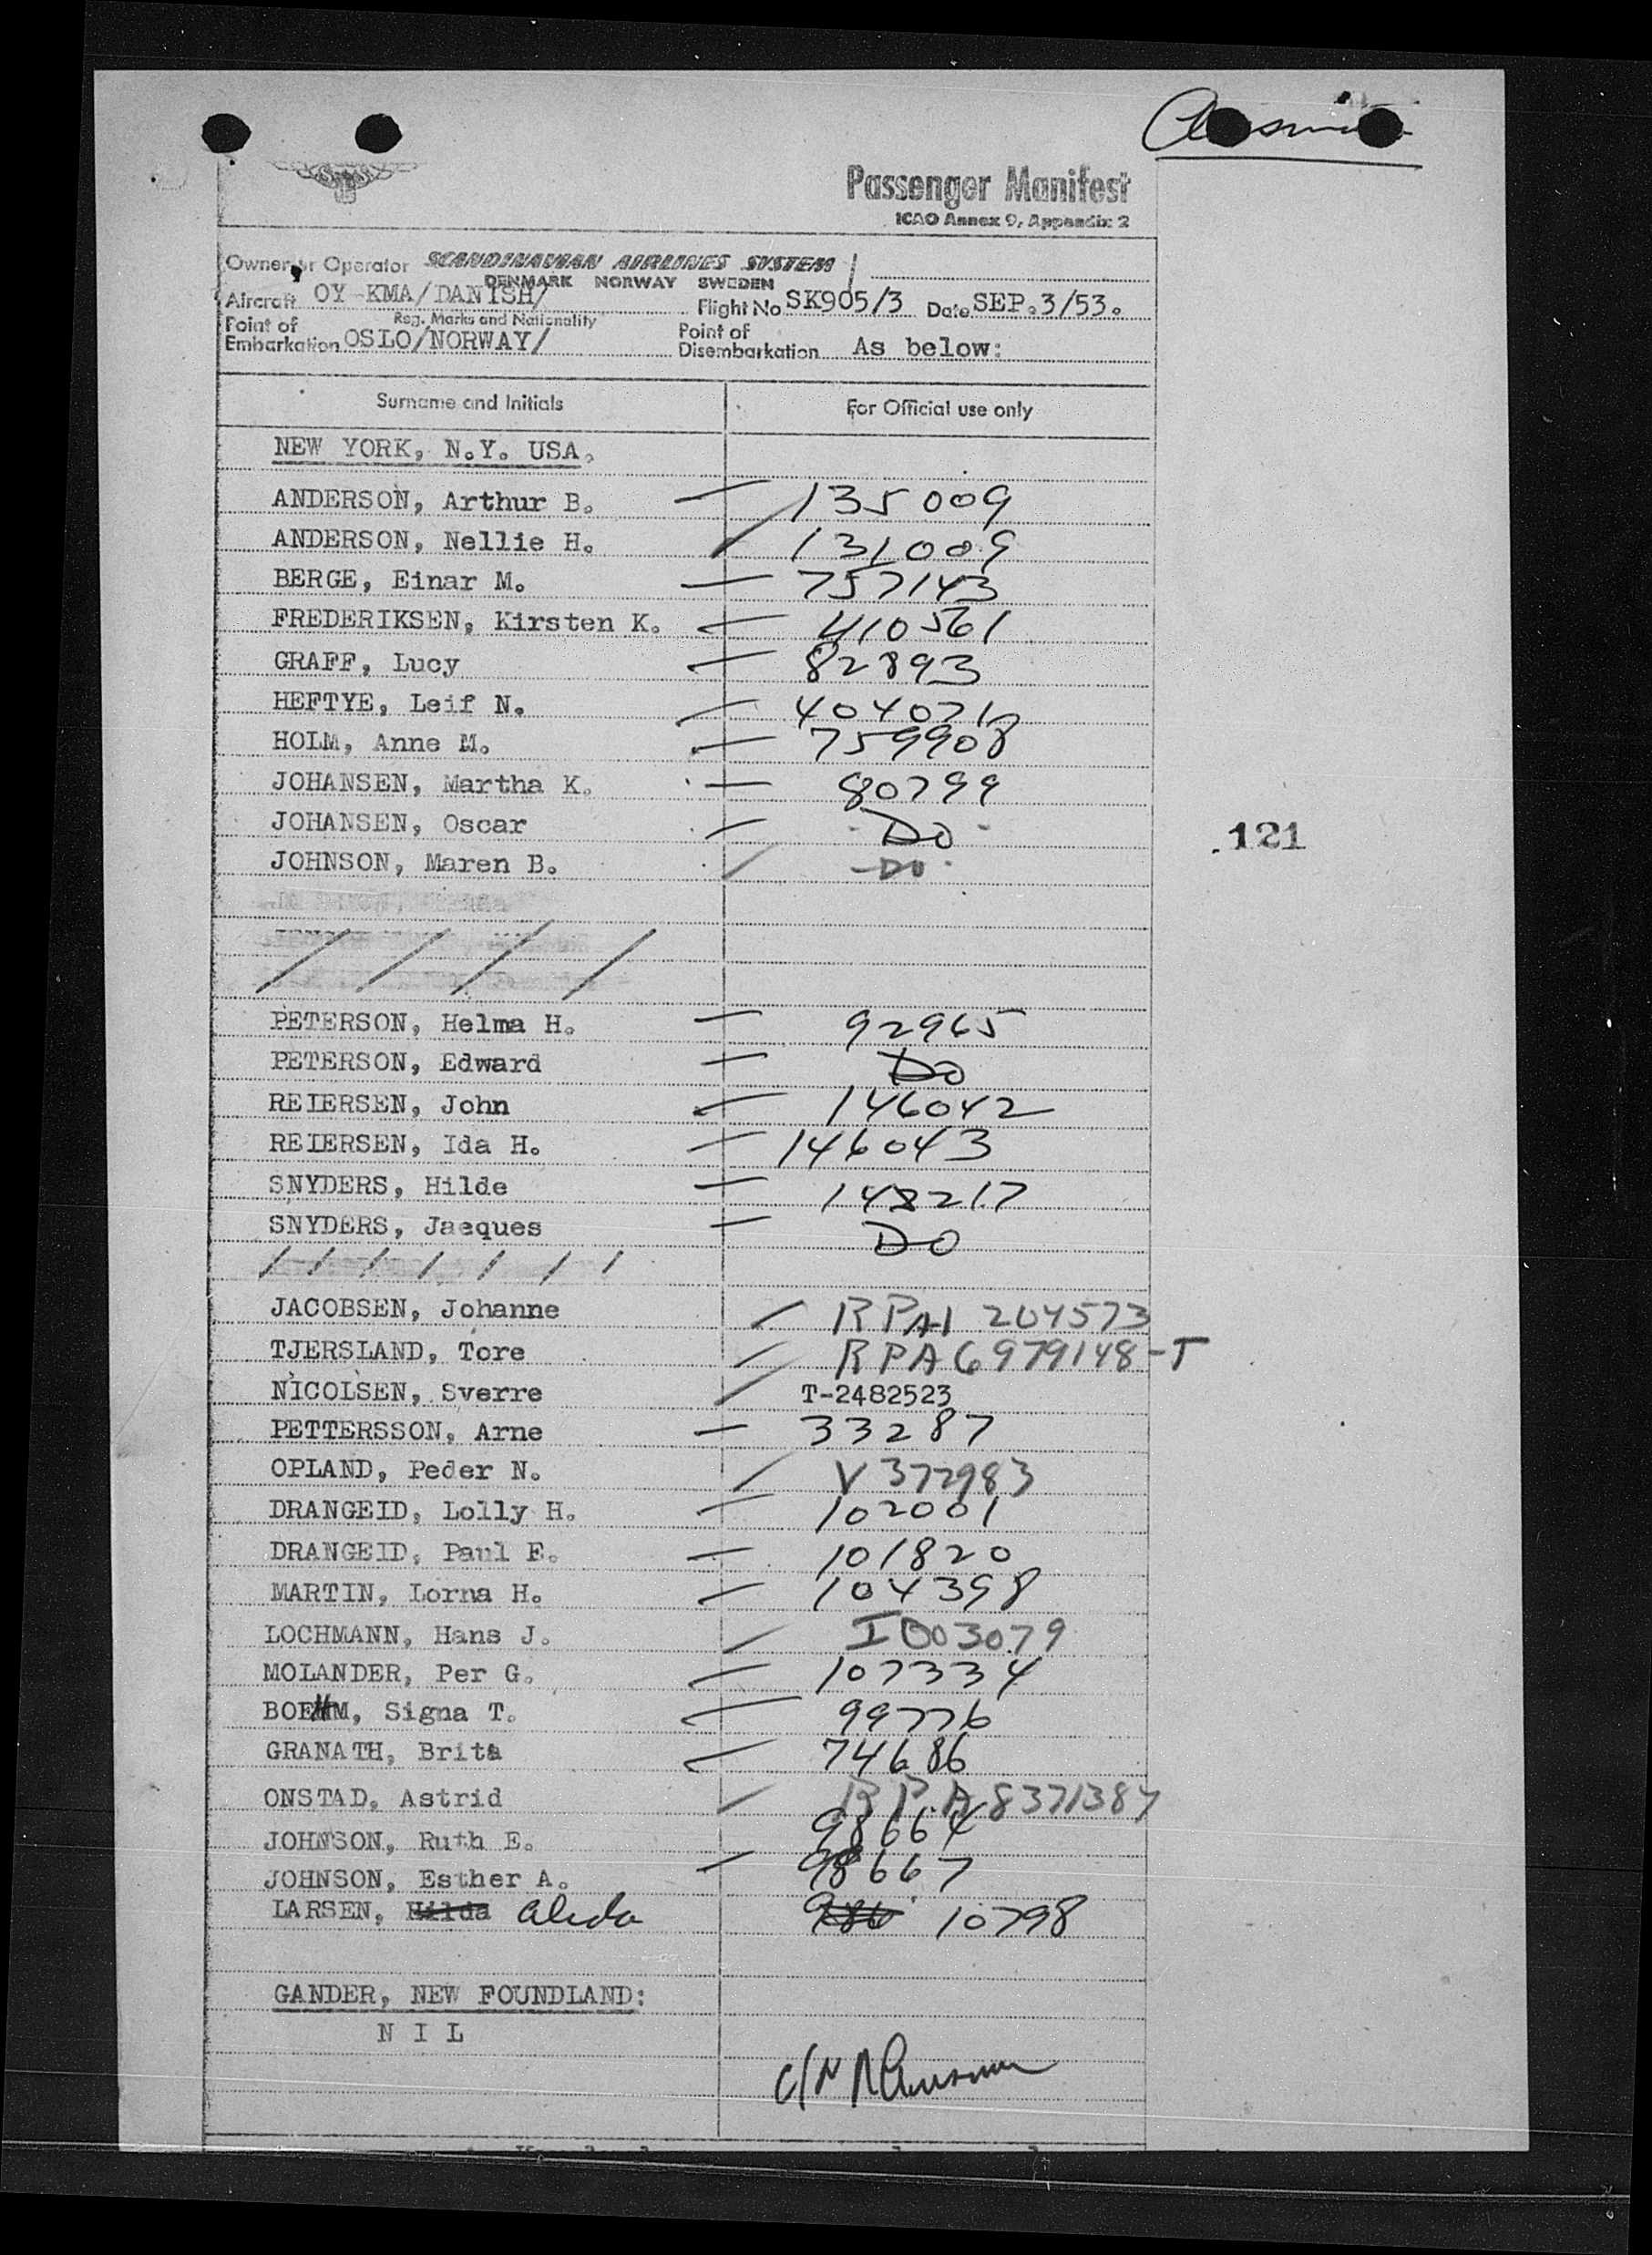 Passenger Manifest
ICAO Annex 9, Appendix 2
Owner or Operator SCANDINAVIAN AIRLINES SYSTEM
DENMARK NORWAY SWEDEN
Aircraft OY-KMA/DANISH/ Flight No SK905/3 Date SEP.3/53.
Reg. Marks and Nationality
Point of Embarkation OSLO/NORWAY/ Point of Disembarkation As below:
Surname and Initials For Official use only
NEW YORK, N.Y. USA,
ANDERSON, Arthur B. 135009
ANDERSON, Nellie H. 131009
BERGE, Einar M. 757143
FREDERIKSEN, Kirsten K. 410561
GRAFF, Lucy 82893
HEFTYE, Leif N.
HOLM, Anne M. 759908
JOHANSEN, Martha K. 80799
JOHANSEN, Oscar - DO -
121
JOHNSON, Maren B. - DO -
PETERSON, Helma H. 92965
PETERSON, Edward DO
REIERSEN, John 146042
REIERSEN, Ida H. 146043
SNYDERS, Hilde 148217
SNYDERS, Jaeques DO
/ / / / / / /
JACOBSEN, Johanne RPA1 204573
TJERSLAND, Tore RPA6979148-T
NICOLSEN, Sverre T-2482523
PETTERSSON, Arne 33287
OPLAND, Peder N. V372983
DRANGEID, Lolly H. 102001
DRANGEID, Paul E. 101820
MARTIN, Lorna H. 104398
LOCHMANN, Hans J.
MOLANDER, Per G. 107334
BOEHM, Signa T. 99776
GRANATH, Brita 74686
ONSTAD, Astrid RPA 8371387
JOHNSON, Ruth E. 98664
JOHNSON, Esther A. 98667
LARSEN, Hilda Alida 986 10798
GANDER, NEW FOUNDLAND:
N I L